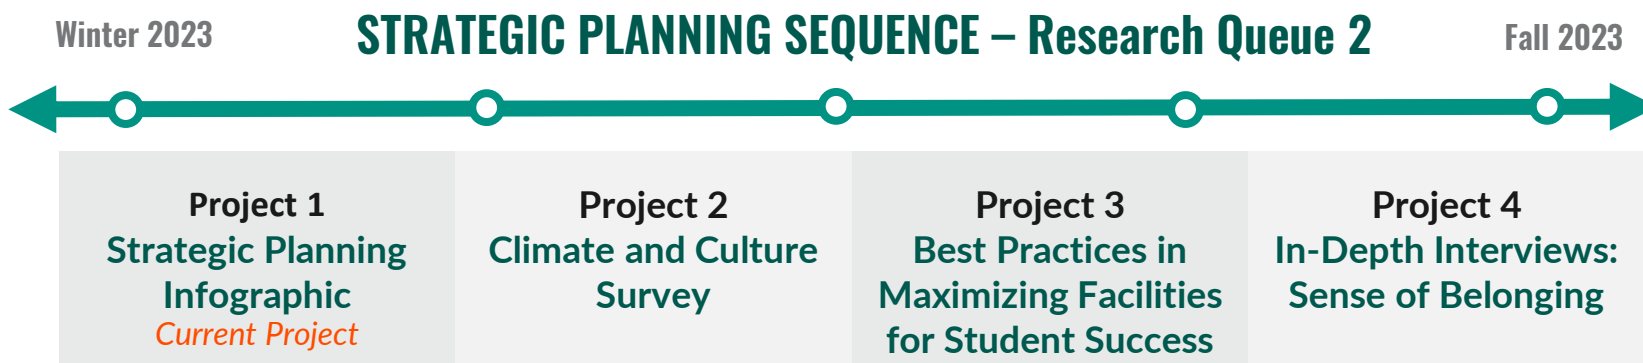 Winter 2023
STRATEGIC PLANNING SEQUENCE – Research Queue 2
Fall 2023
Project 1
Strategic Planning
Infographic
Current Project
Project 2
Climate and Culture
Survey
Project 3
Best Practices in
Maximizing Facilities
for Student Success
Project 4
In-Depth Interviews:
Sense of Belonging